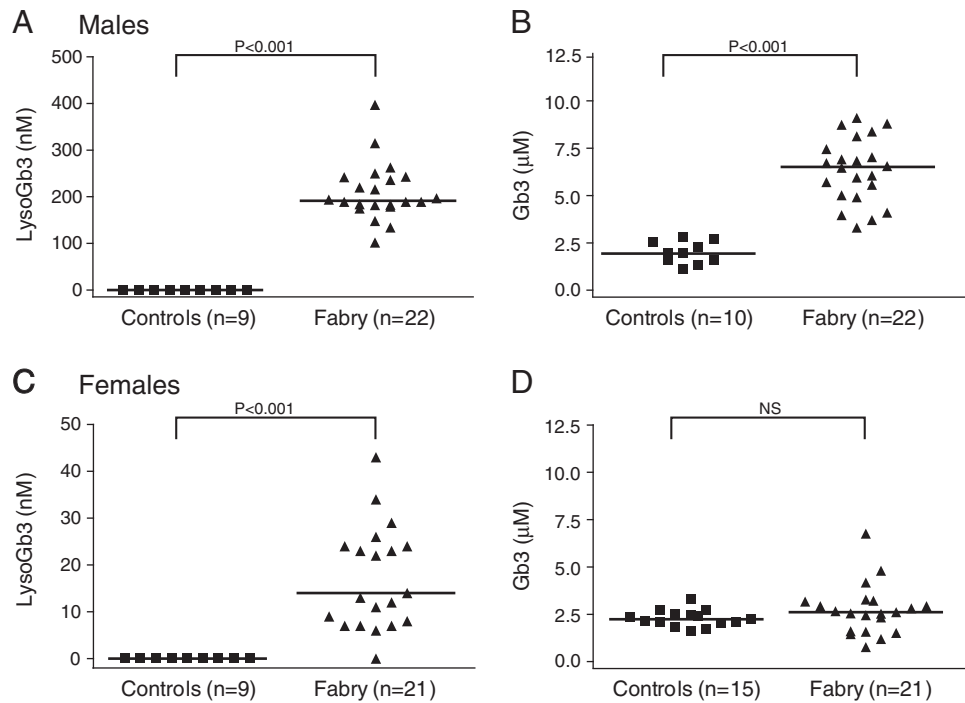 A Males
P<0.001
LysoGb3 (nM)
500
400
300
200
100
0
Controls (n=9)
Fabry (n=22)
B
P<0.001
Gb3 (μM)
12.5
10.0
7.5
5.0
2.5
0.0
Controls (n=10)
Fabry (n=22)
C Females
P<0.001
LysoGb3 (nM)
50
40
30
20
10
0
Controls (n=9)
Fabry (n=21)
D
NS
Gb3 (μM)
12.5
10.0
7.5
5.0
2.5
0.0
Controls (n=15)
Fabry (n=21)